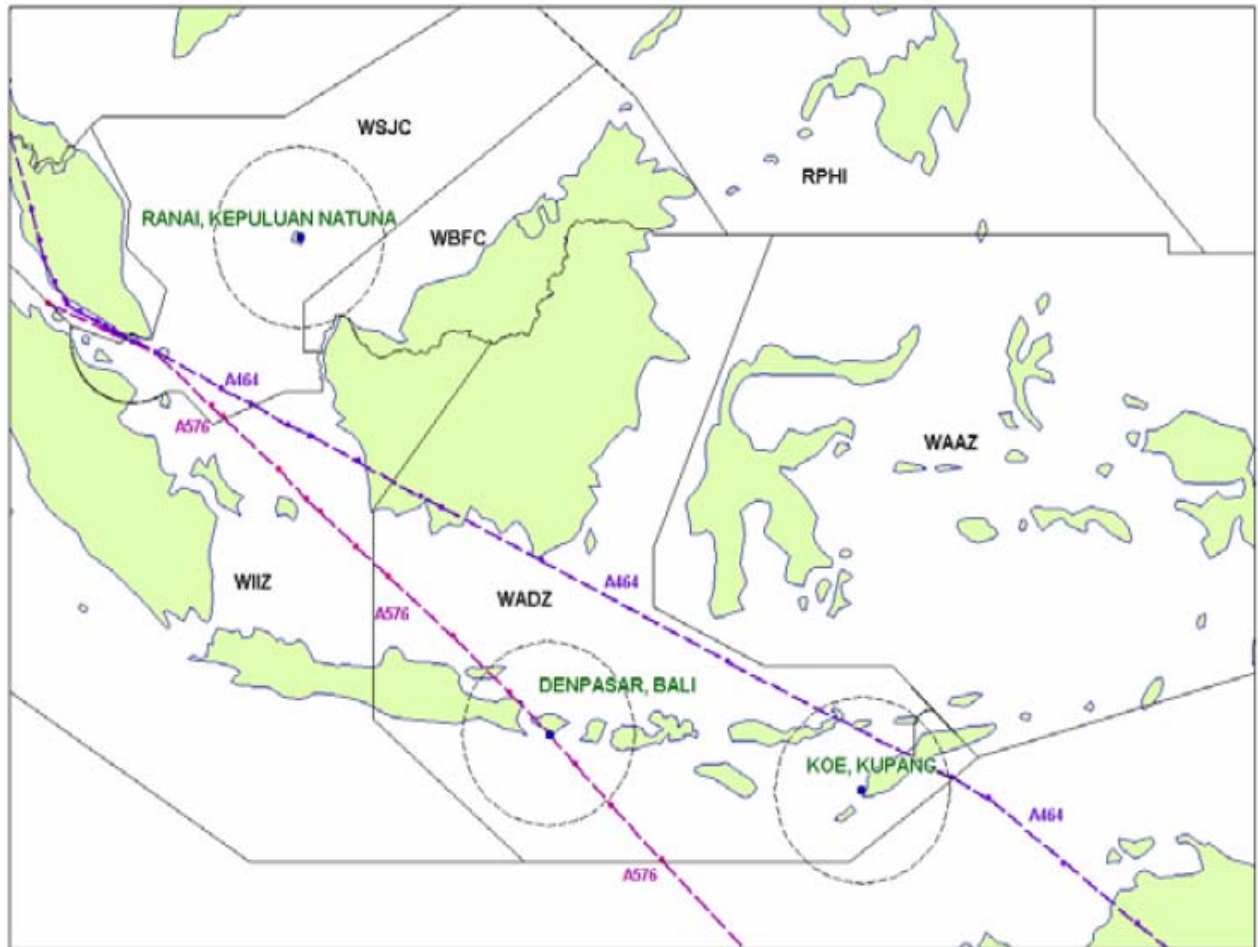 WSJC
RPHI
RANAI, KEPULUAN NATUNA
WBFC
A464
A576
WAAZ
WIIZ
A464
WADZ
A576
DENPASAR, BALI
KOE, KUPANG
A464
A576